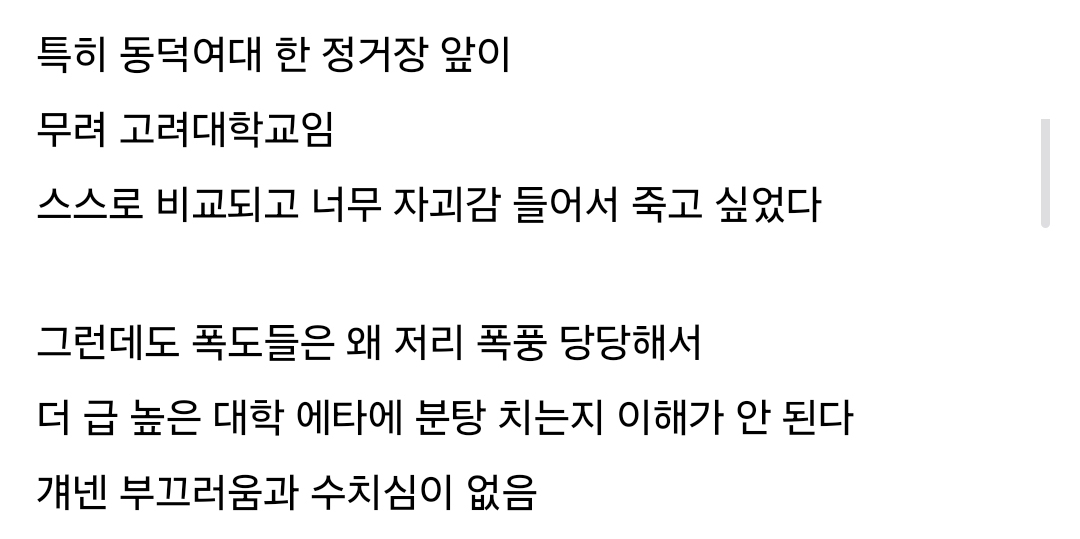 특히 동덕여대 한 정거장 앞이
무려 고려대학교임
스스로 비교되고 너무 자괴감 들어서 죽고 싶었다
그런데도 폭도들은 왜 저리 폭풍 당당해서
더 급 높은 대학 에타에 분탕 치는지 이해가 안 된다
걔넨 부끄러움과 수치심이 없음